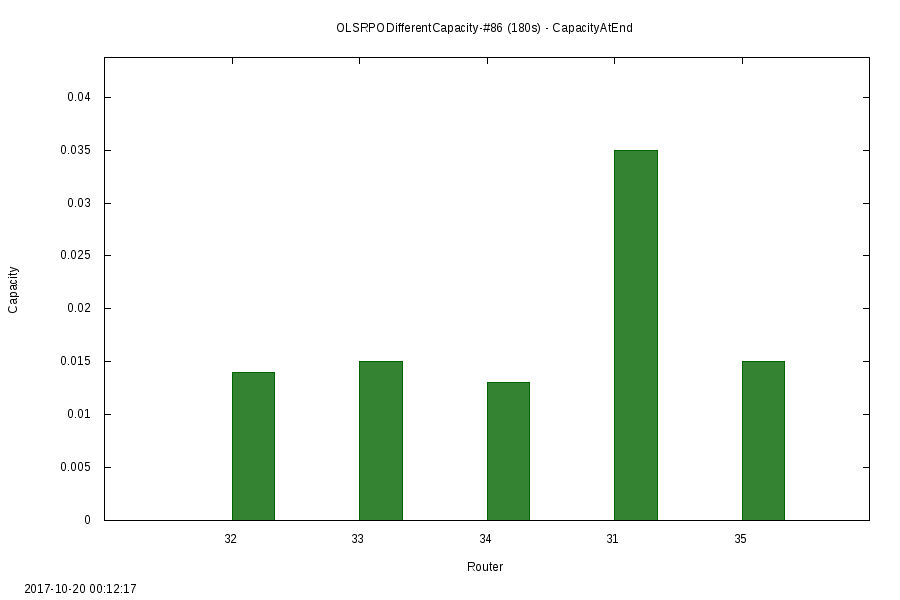 OLSRPODifferentCapacity-#86 (180s) - CapacityAtEnd
0.04
0.035
0.03
0.025
0.02
0.015
0.01
0.005
0
Capacity
32 33 34 31 35
Router
2017-10-20 00:12:17